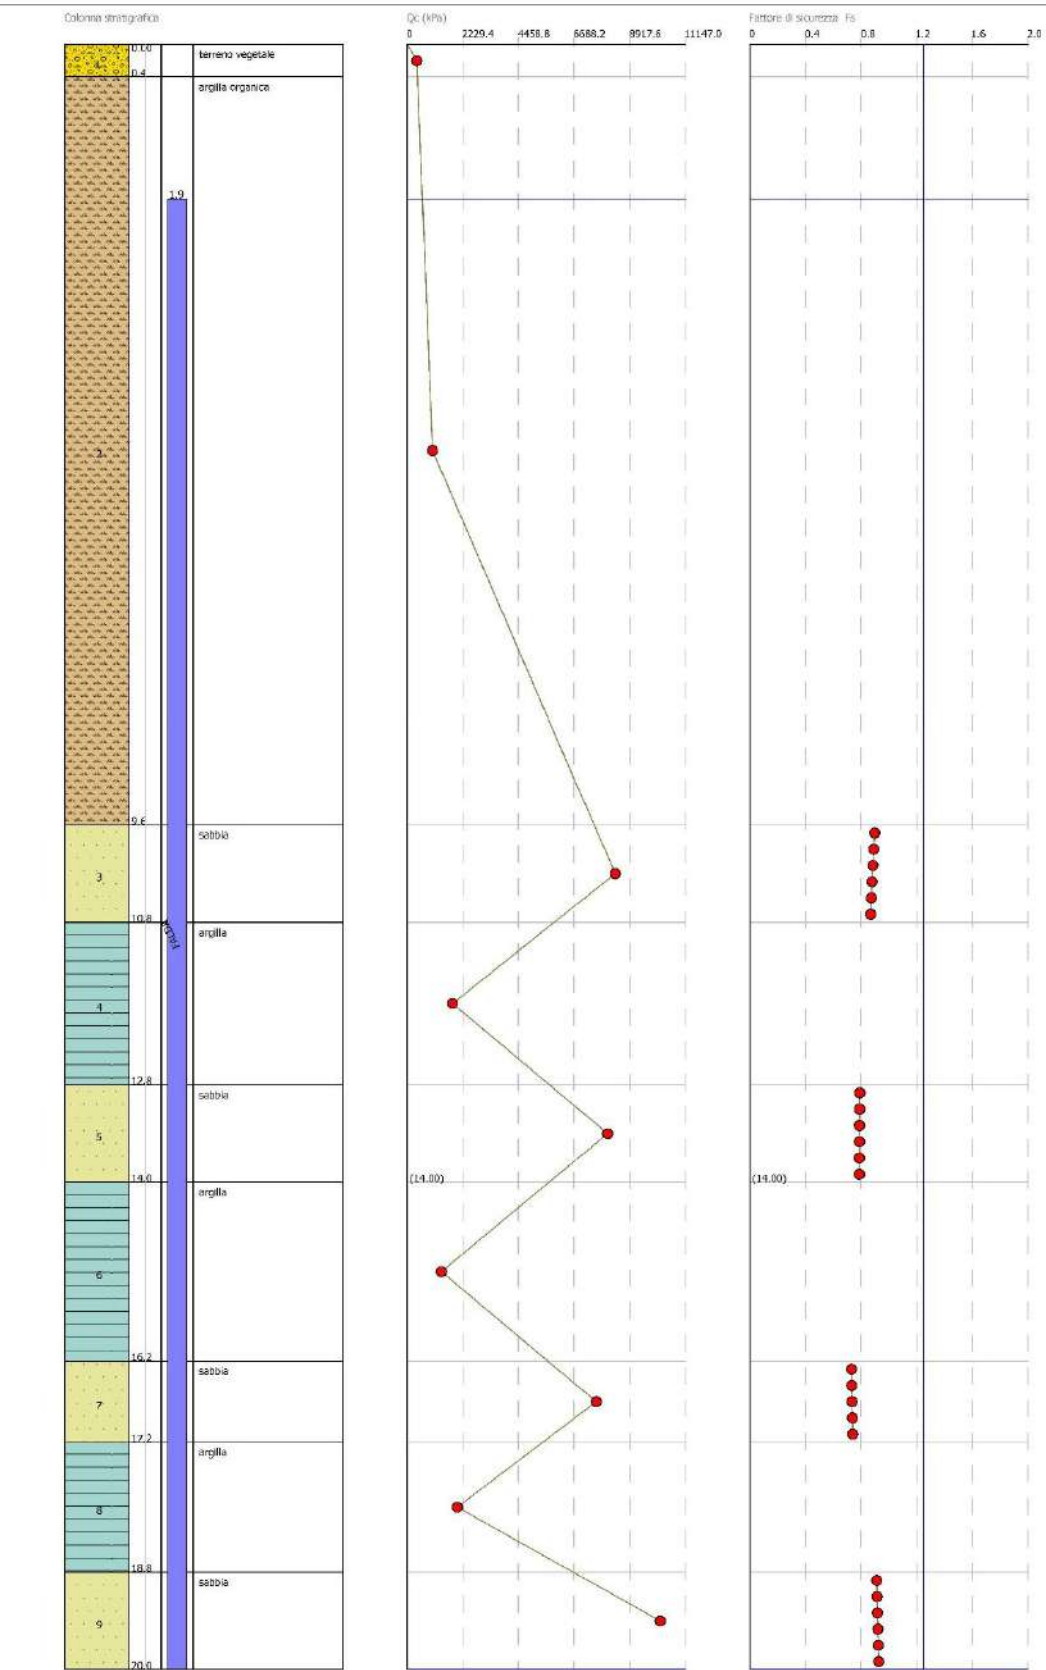 Colonna stratigrafica
Qc (kPa)
Fattore di sicurezza Fs
0 2229.4 4458.8 6688.2 8917.6 11147.0
0 0.4 0.8 1.2 1.6 2.0
0.00
terreno vegetale
1
0.4
argilla organica
1.9
2
9.6
sabbia
3
10.8
argilla
FALDA
4
12.8
sabbia
5
14.0
(14.00)
(14.00)
argilla
6
16.2
sabbia
7
17.2
argilla
8
18.8
sabbia
9
20.0